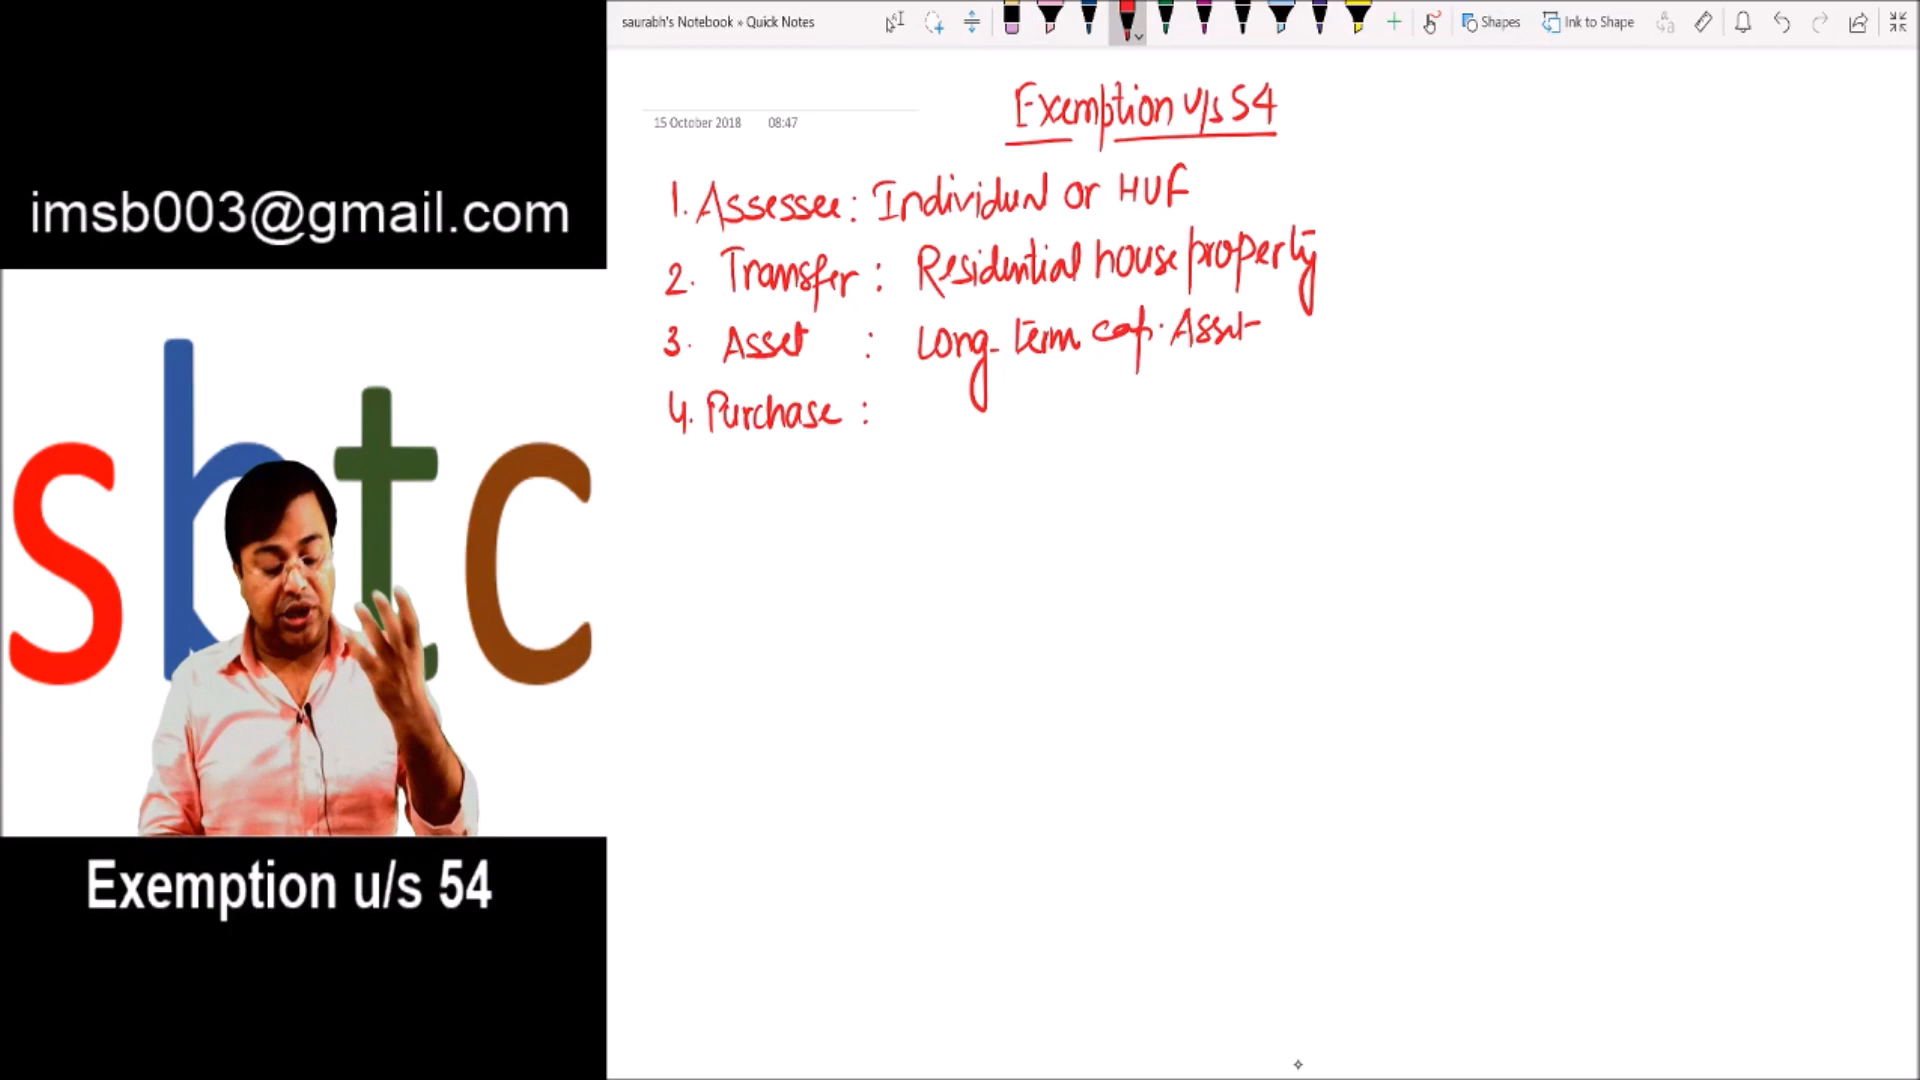 imsb003@gmail.com
sbtc
Exemption u/s 54
saurabh's Notebook » Quick Notes
Shapes
Ink to Shape
15 October 2018 08:47
Exemption u/s 54
1. Assessee : Individual or HUF
2. Transfer : Residential house property
3. Asset : Long-term cap. Asset
4. Purchase :